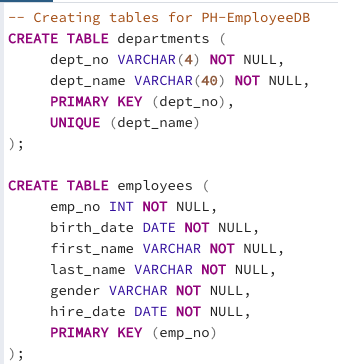 -- Creating tables for PH-EmployeeDB
CREATE TABLE departments (
     dept_no VARCHAR(4) NOT NULL,
     dept_name VARCHAR(40) NOT NULL,
     PRIMARY KEY (dept_no),
     UNIQUE (dept_name)
);

CREATE TABLE employees (
     emp_no INT NOT NULL,
     birth_date DATE NOT NULL,
     first_name VARCHAR NOT NULL,
     last_name VARCHAR NOT NULL,
     gender VARCHAR NOT NULL,
     hire_date DATE NOT NULL,
     PRIMARY KEY (emp_no)
);